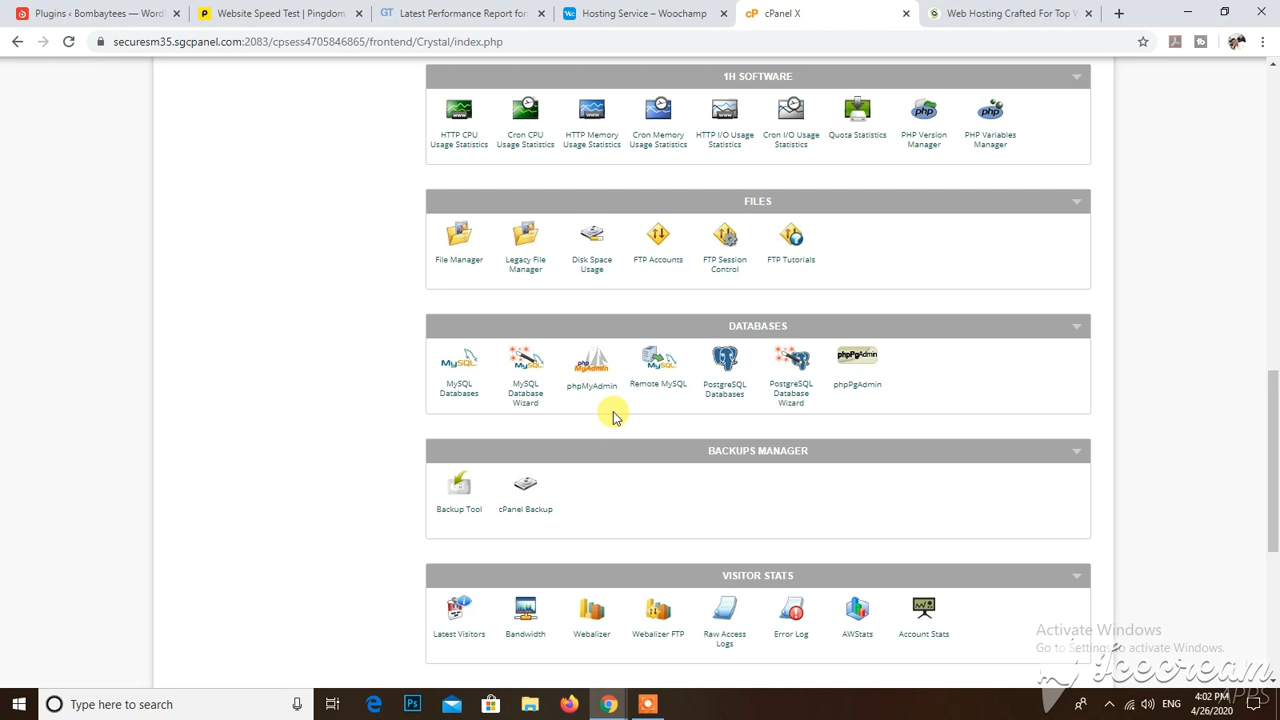 Plugins ‹ Bombaytees — Word
Website Speed Test | Pingdom
Latest Performance Report for
Hosting Service – Woochamp
cPanel X
Web Hosting Crafted For Top W
securesm35.sgcpanel.com:2083/cpsess4705846865/frontend/Crystal/index.php
1H SOFTWARE
HTTP CPU Usage Statistics
Cron CPU Usage Statistics
HTTP Memory Usage Statistics
Cron Memory Usage Statistics
HTTP I/O Usage Statistics
Cron I/O Usage Statistics
Quota Statistics
PHP Version Manager
PHP Variables Manager
FILES
File Manager
Legacy File Manager
Disk Space Usage
FTP Accounts
FTP Session Control
FTP Tutorials
DATABASES
MySQL Databases
MySQL Database Wizard
phpMyAdmin
Remote MySQL
PostgreSQL Databases
PostgreSQL Database Wizard
phpPgAdmin
BACKUPS MANAGER
Backup Tool
cPanel Backup
VISITOR STATS
Latest Visitors
Bandwidth
Webalizer
Webalizer FTP
Raw Access Logs
Error Log
AWStats
Account Stats
Activate Windows
Go to Settings to activate Windows.
Icecream
APPS
Type here to search
ENG
4:02 PM
4/26/2020